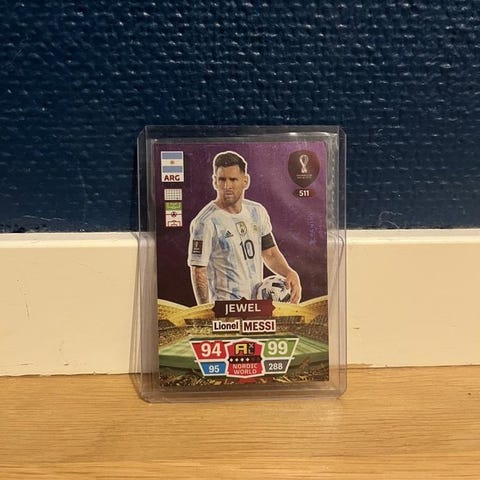 ARG
511
10
JEWEL
Lionel MESSI
94 99
95 288
NORDIC
WORLD